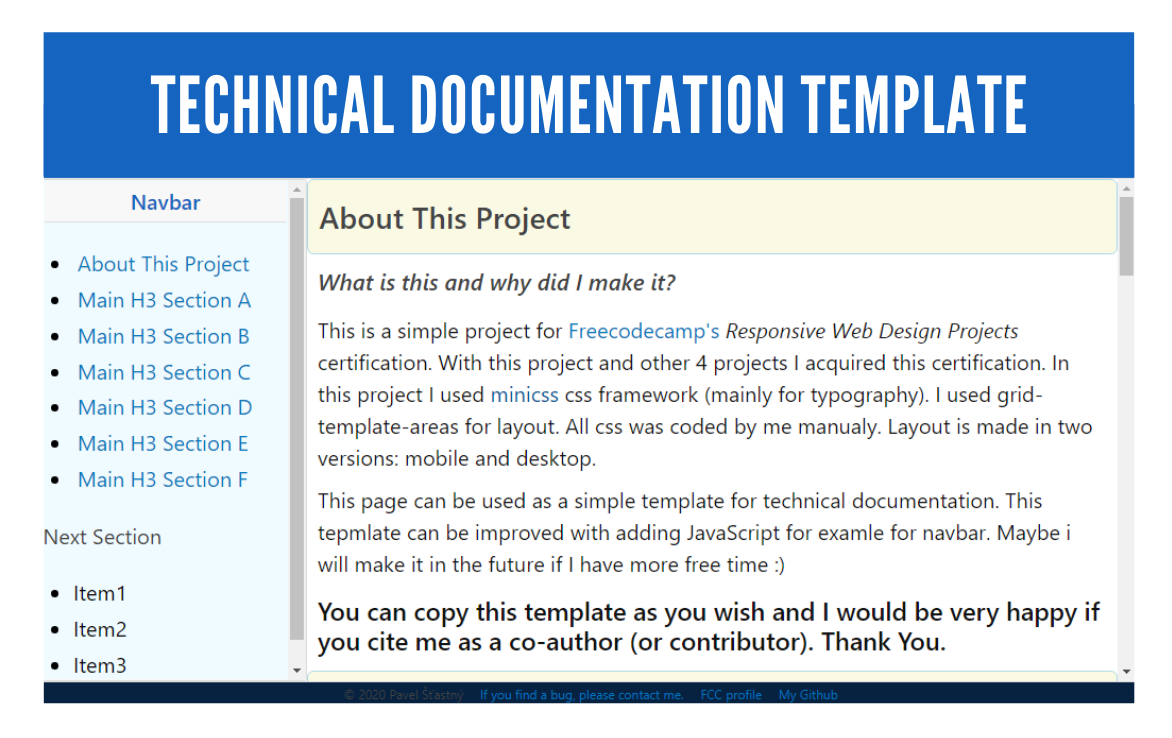 TECHNICAL DOCUMENTATION TEMPLATE
Navbar
About This Project
Main H3 Section A
Main H3 Section B
Main H3 Section C
Main H3 Section D
Main H3 Section E
Main H3 Section F
Next Section
Item1
Item2
Item3
About This Project
What is this and why did I make it?
This is a simple project for Freecodecamp's Responsive Web Design Projects
certification. With this project and other 4 projects I acquired this certification. In
this project I used minicss css framework (mainly for typography). I used grid-
template-areas for layout. All css was coded by me manualy. Layout is made in two
versions: mobile and desktop.
This page can be used as a simple template for technical documentation. This
tepmlate can be improved with adding JavaScript for examle for navbar. Maybe i
will make it in the future if I have more free time :)
You can copy this template as you wish and I would be very happy if
you cite me as a co-author (or contributor). Thank You.
© 2020 Pavel Šťastný If you find a bug, please contact me. FCC profile My Github